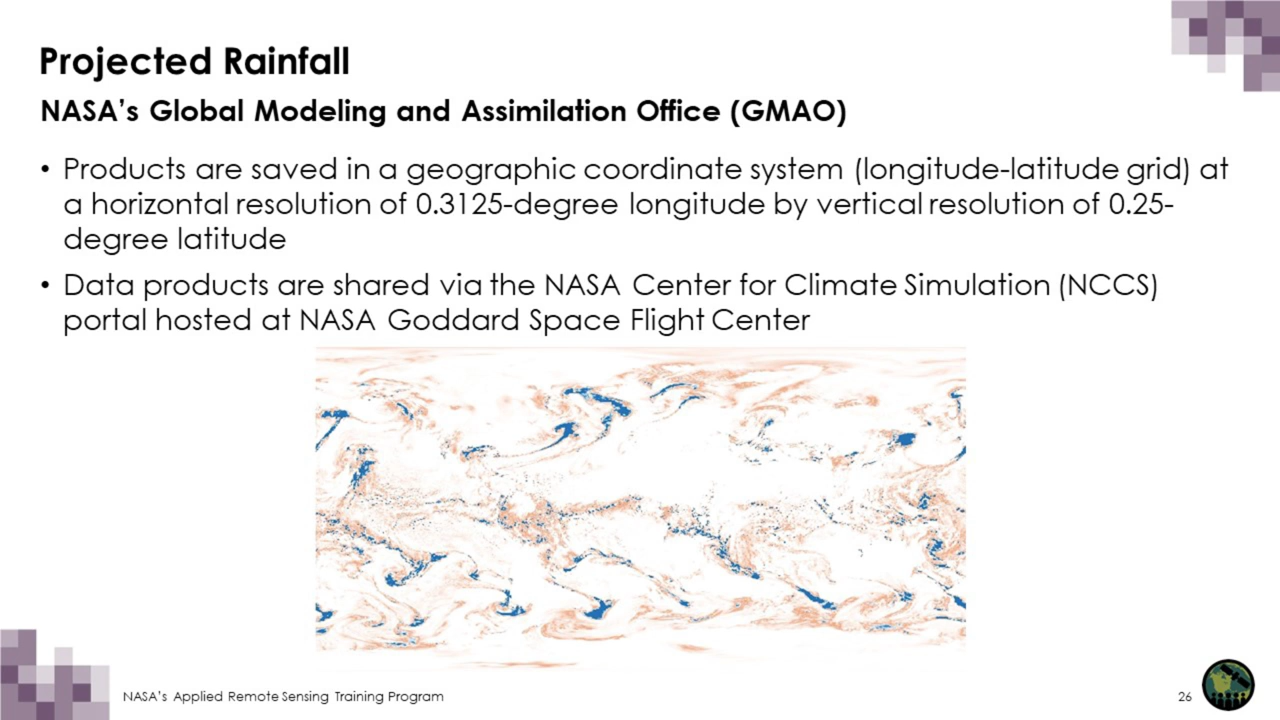 Projected Rainfall
NASA's Global Modeling and Assimilation Office (GMAO)
• Products are saved in a geographic coordinate system (longitude-latitude grid) at
a horizontal resolution of 0.3125-degree longitude by vertical resolution of 0.25-
degree latitude
• Data products are shared via the NASA Center for Climate Simulation (NCCS)
portal hosted at NASA Goddard Space Flight Center
NASA's Applied Remote Sensing Training Program
26